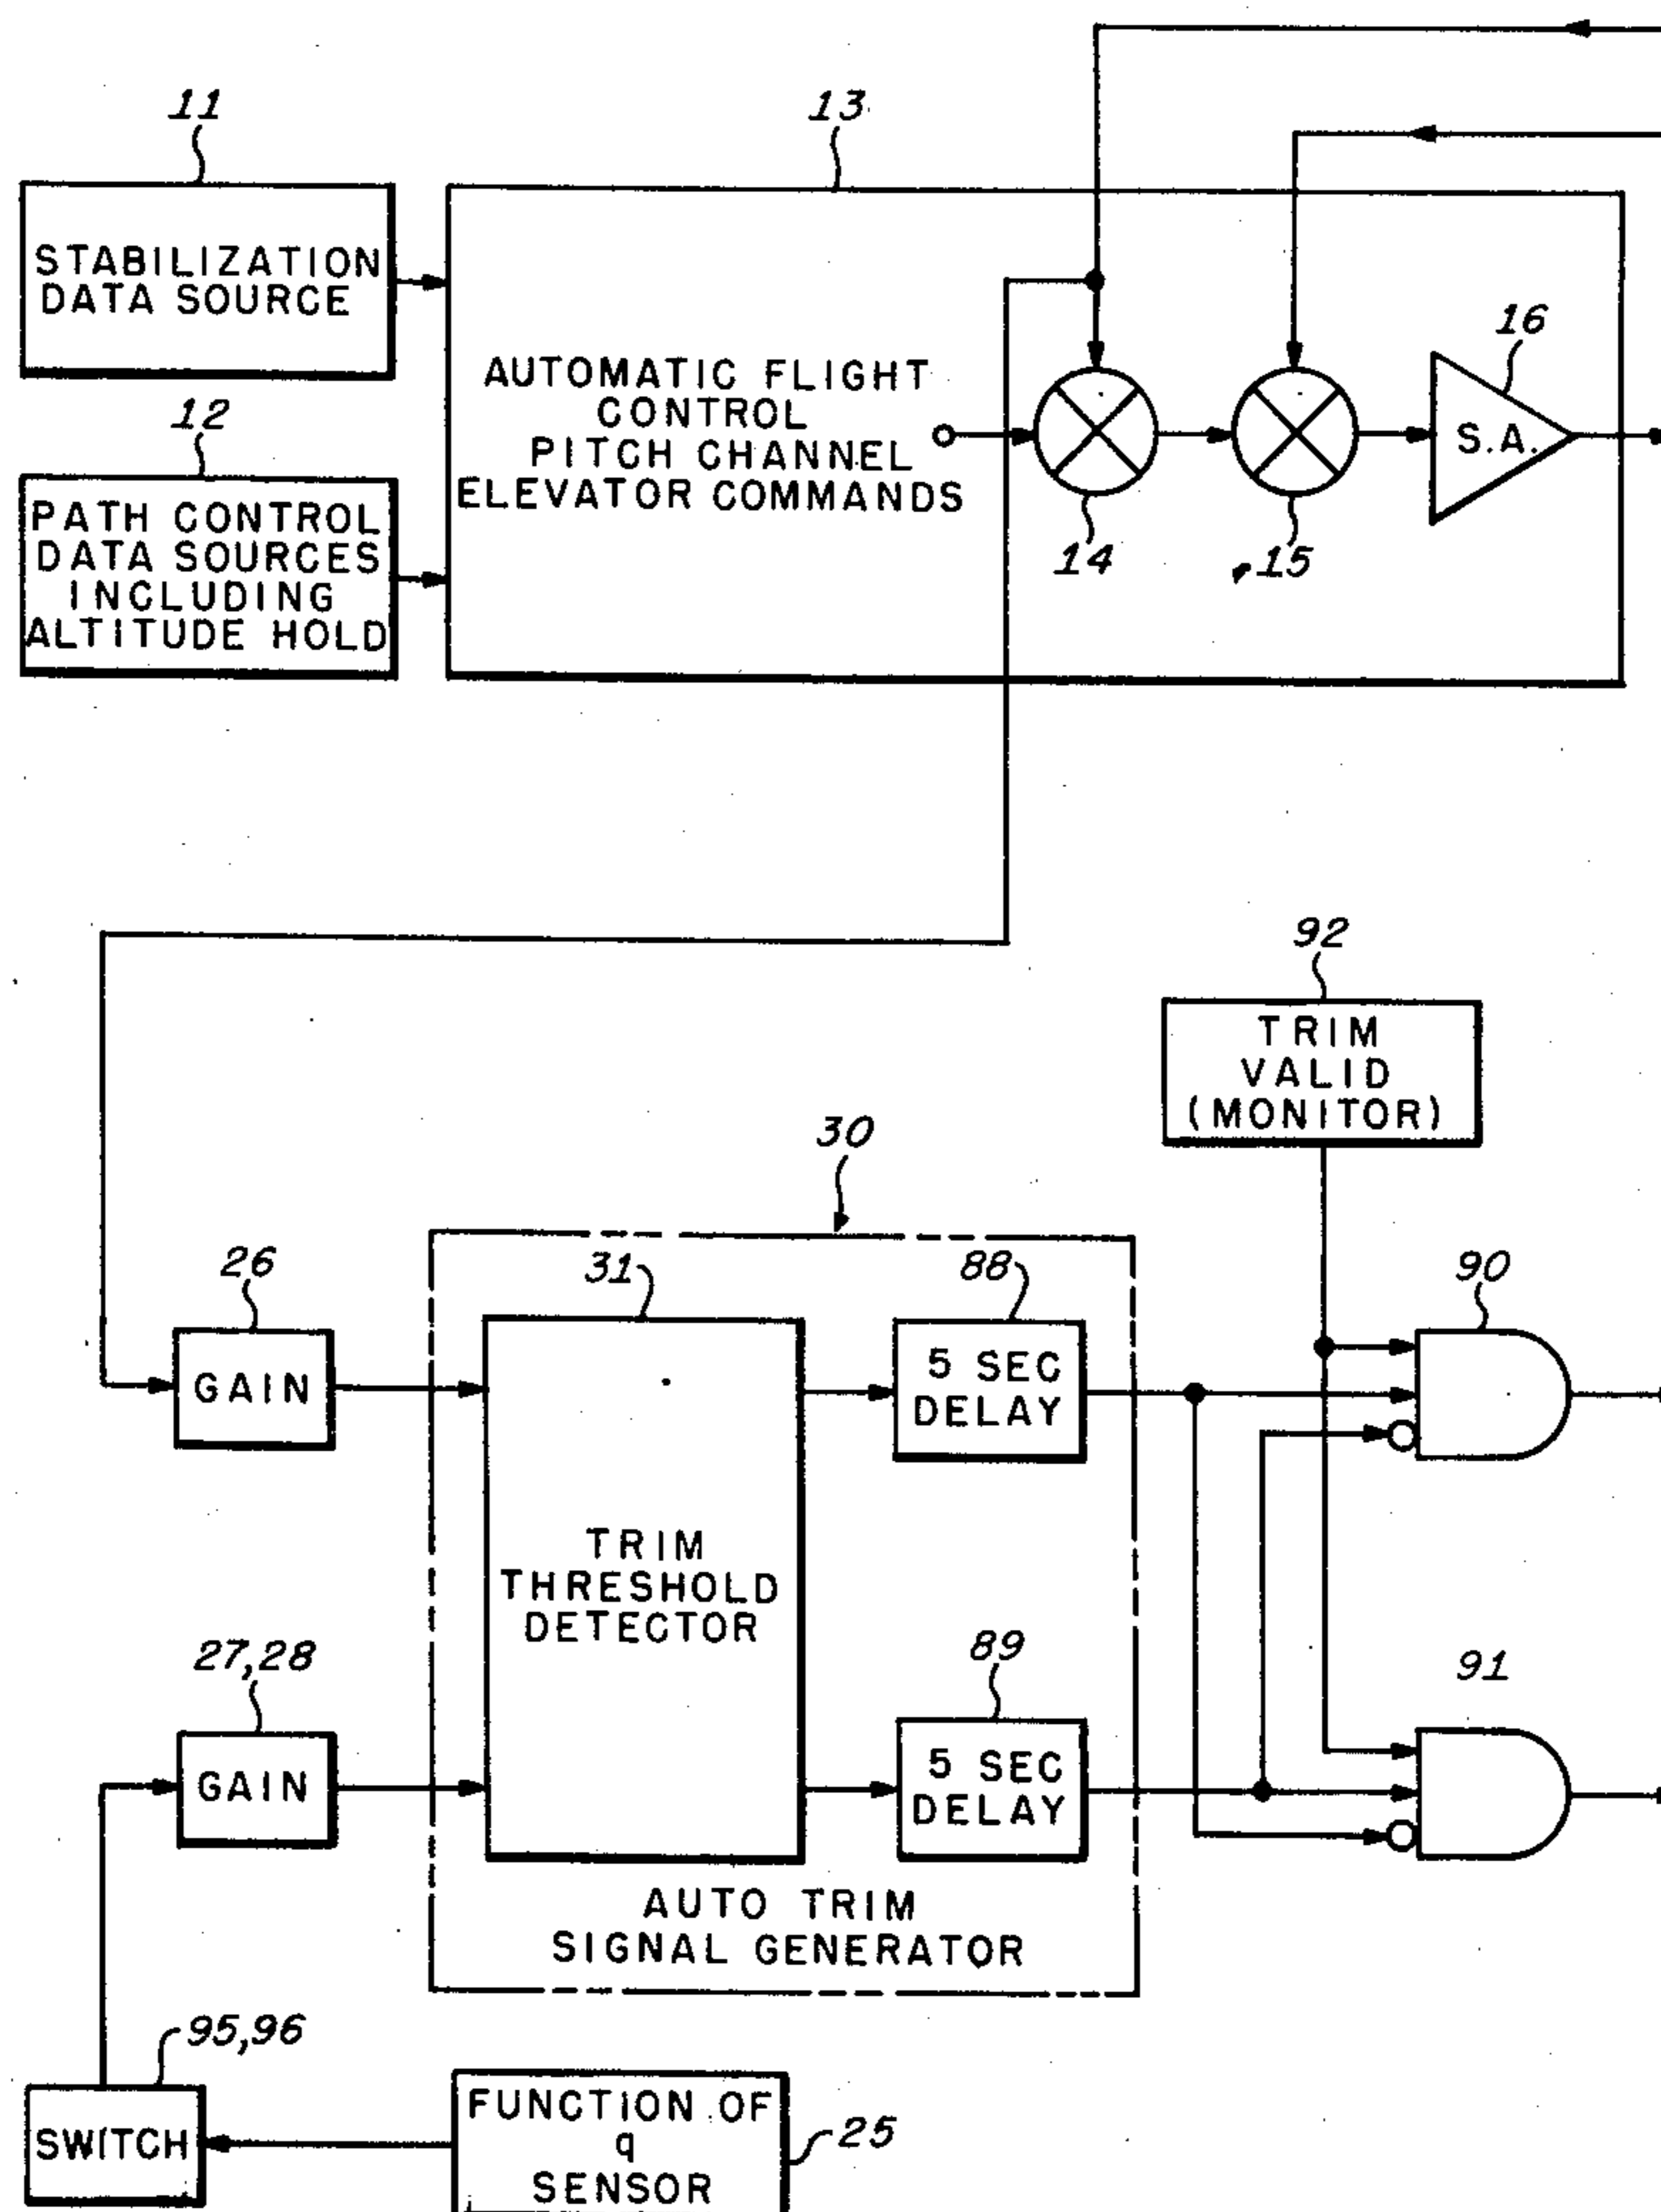 11
13
STABILIZATION
DATA SOURCE
16
AUTOMATIC FLIGHT
CONTROL
PITCH CHANNEL
ELEVATOR COMMANDS
S.A.
12
PATH CONTROL
DATA SOURCES
INCLUDING
ALTITUDE HOLD
14
15
92
TRIM
VALID
(MONITOR)
30
26
31
88
90
GAIN
5 SEC
DELAY
TRIM
THRESHOLD
DETECTOR
27,28
89
91
GAIN
5 SEC
DELAY
AUTO TRIM
SIGNAL GENERATOR
95,96
SWITCH
FUNCTION OF
q
SENSOR
25